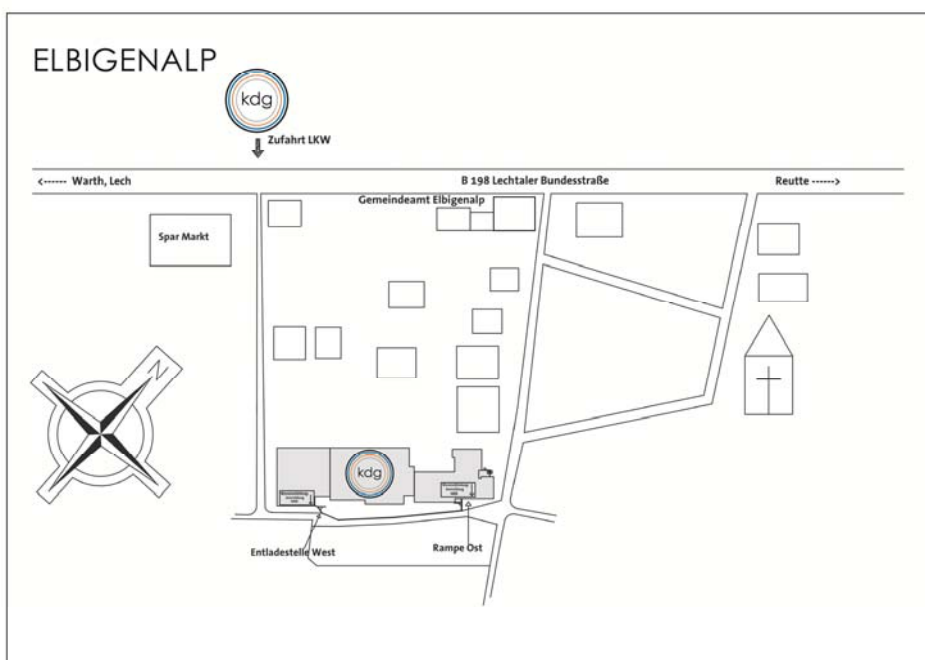 ELBIGENALP
kdg
Zufahrt LKW
<------ Warth, Lech
B 198 Lechtaler Bundesstraße
Reutte ------>
Gemeindeamt Elbigenalp
Spar Markt
N
kdg
Entladestelle West
Rampe Ost